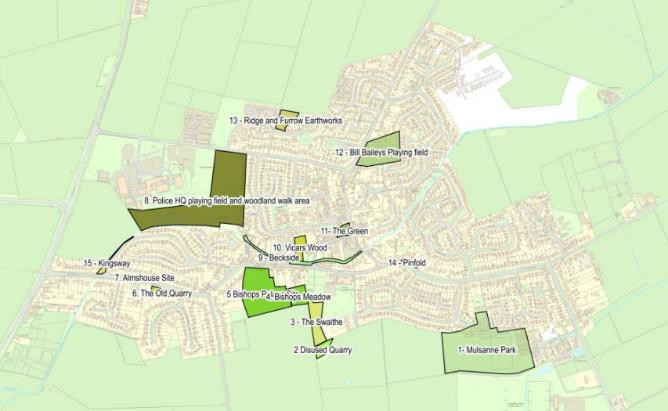 13 - Ridge and Furrow Earthworks
12 - Bill Baileys Playing field
8. Police HQ playing field and woodland walk area
11- The Green
10. Vicars Wood
9 - Beckside
14 - Pinfold
15 - Kingsway
7. Almshouse Site
6. The Old Quarry
5 Bishops
4. Bishops Meadow
3 - The Swaithe
2 Disused Quarry
1- Mulsanne Park